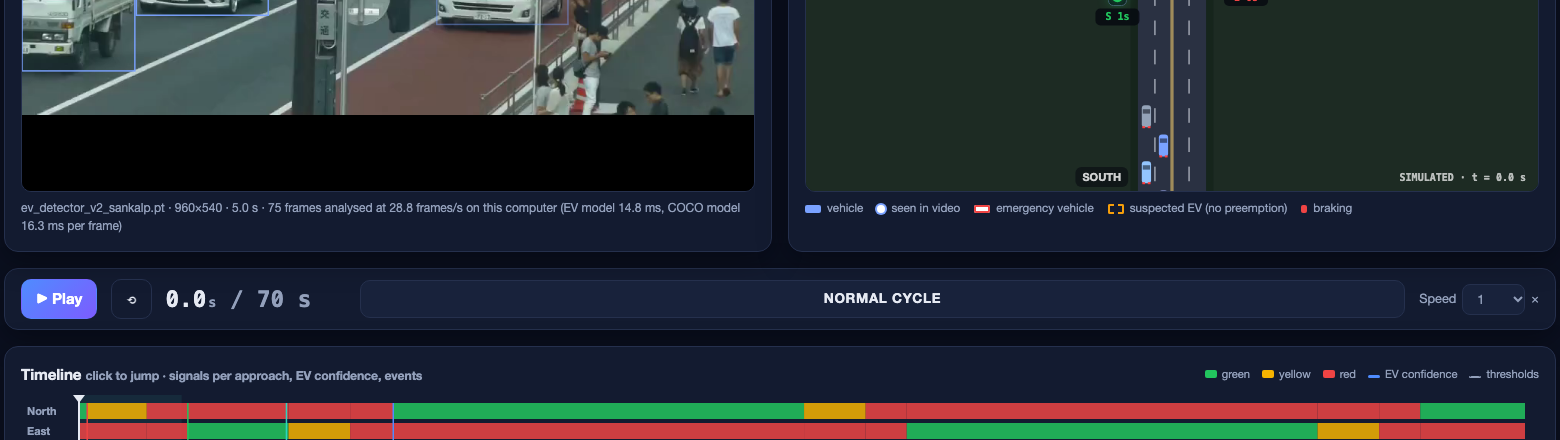 交
通
S 1s
SOUTH
SIMULATED · t = 0.0 s
ev_detector_v2_sankalp.pt · 960×540 · 5.0 s · 75 frames analysed at 28.8 frames/s on this computer (EV model 14.8 ms, COCO model
16.3 ms per frame)
vehicle
seen in video
emergency vehicle
suspected EV (no preemption)
braking
Play
0.0s / 70 s
NORMAL CYCLE
Speed 1 ×
Timeline click to jump · signals per approach, EV confidence, events
green
yellow
red
EV confidence
thresholds
North
East